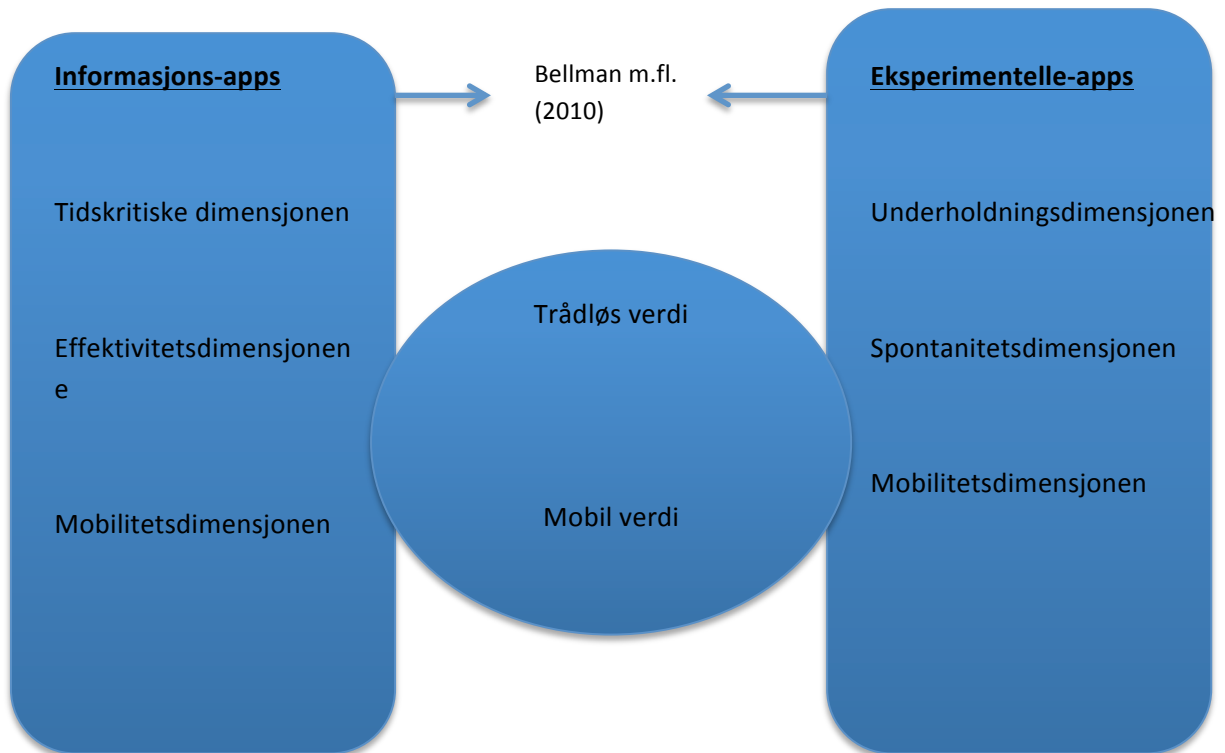 Informasjons-apps
Tidskritiske dimensjonen
Effektivitetsdimensjonen
e
Mobilitetsdimensjonen
Bellman m.fl.
(2010)
Trådløs verdi
Mobil verdi
Eksperimentelle-apps
Underholdningsdimensjonen
Spontanitetsdimensjonen
Mobilitetsdimensjonen